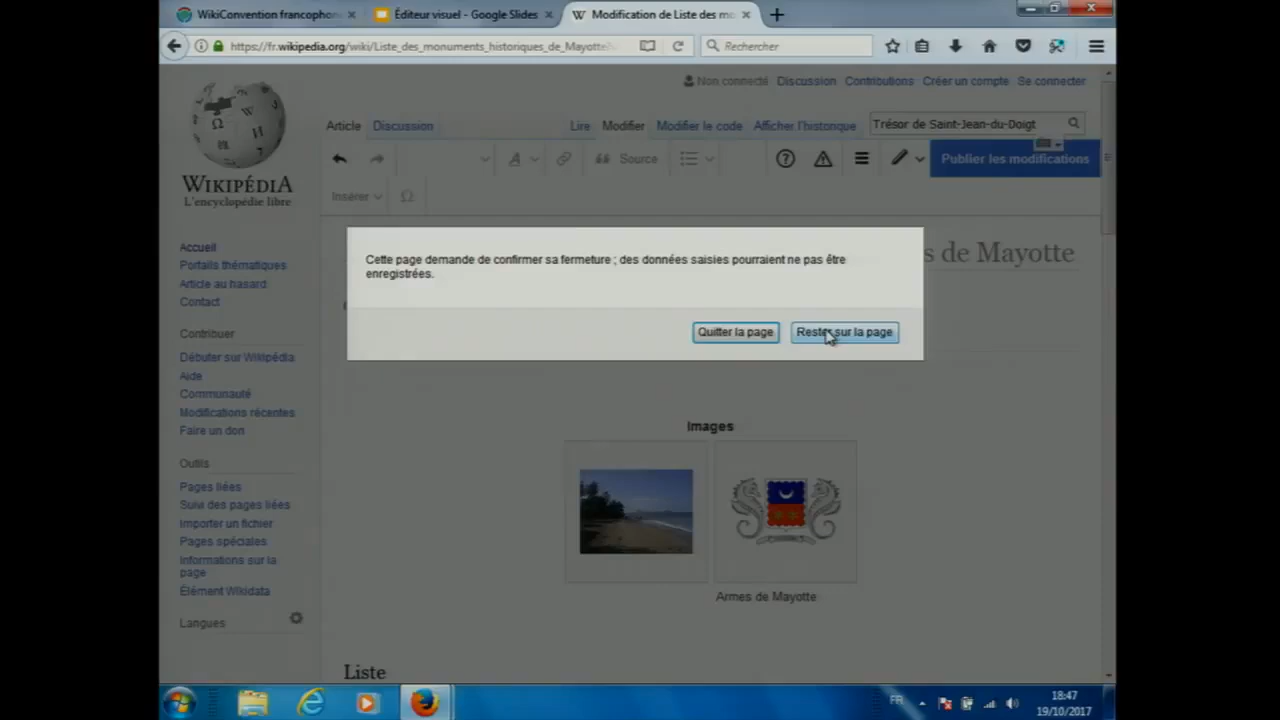 WikiConvention francophon
Éditeur visuel - Google Slides
W Modification de Liste des mo
https://fr.wikipedia.org/wiki/Liste_des_monuments_historiques_de_Mayotte
Rechercher
Non connecté Discussion Contributions Créer un compte Se connecter
Article Discussion Lire Modifier Modifier le code Afficher l'historique Trésor de Saint-Jean-du-Doigt
WIKIPÉDIA
L'encyclopédie libre
A Source Publier les modifications
Insérer Ω
s de Mayotte
Cette page demande de confirmer sa fermeture ; des données saisies pourraient ne pas être
enregistrées.
Quitter la page Rester sur la page
Accueil
Portails thématiques
Article au hasard
Contact
Contribuer
Débuter sur Wikipédia
Aide
Communauté
Modifications récentes
Faire un don
Outils
Pages liées
Suivi des pages liées
Importer un fichier
Pages spéciales
Informations sur la
page
Élément Wikidata
Langues
Images
Armes de Mayotte
Liste
FR
18:47
19/10/2017